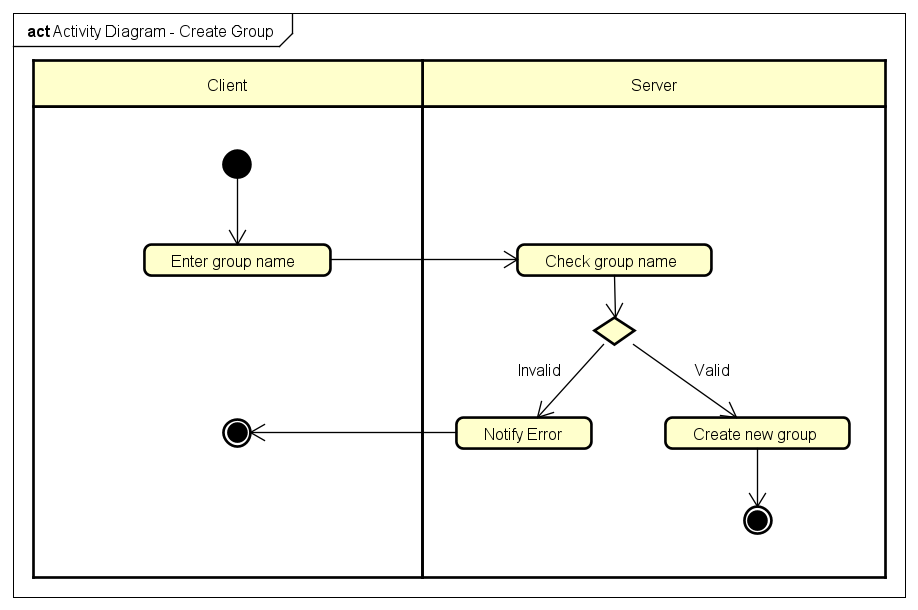 act Activity Diagram - Create Group
Client
Server
Enter group name
Check group name
Invalid
Valid
Notify Error
Create new group